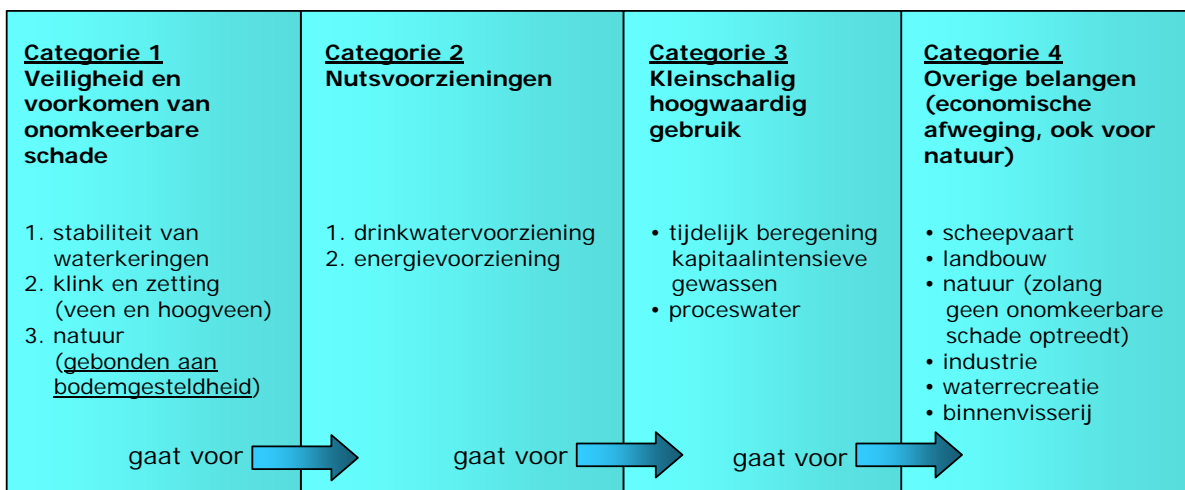 Categorie 1
Veiligheid en
voorkomen van
onomkeerbare
schade
1. stabiliteit van
waterkeringen
2. klink en zetting
(veen en hoogveen)
3. natuur
(gebonden aan
bodemgesteldheid)
gaat voor
Categorie 2
Nutsvoorzieningen
1. drinkwatervoorziening
2. energievoorziening
gaat voor
Categorie 3
Kleinschalig
hoogwaardig
gebruik
• tijdelijk beregening
kapitaalintensieve
gewassen
• proceswater
gaat voor
Categorie 4
Overige belangen
(economische
afweging, ook voor
natuur)
• scheepvaart
• landbouw
• natuur (zolang
geen onomkeerbare
schade optreedt)
• industrie
• waterrecreatie
• binnenvisserij